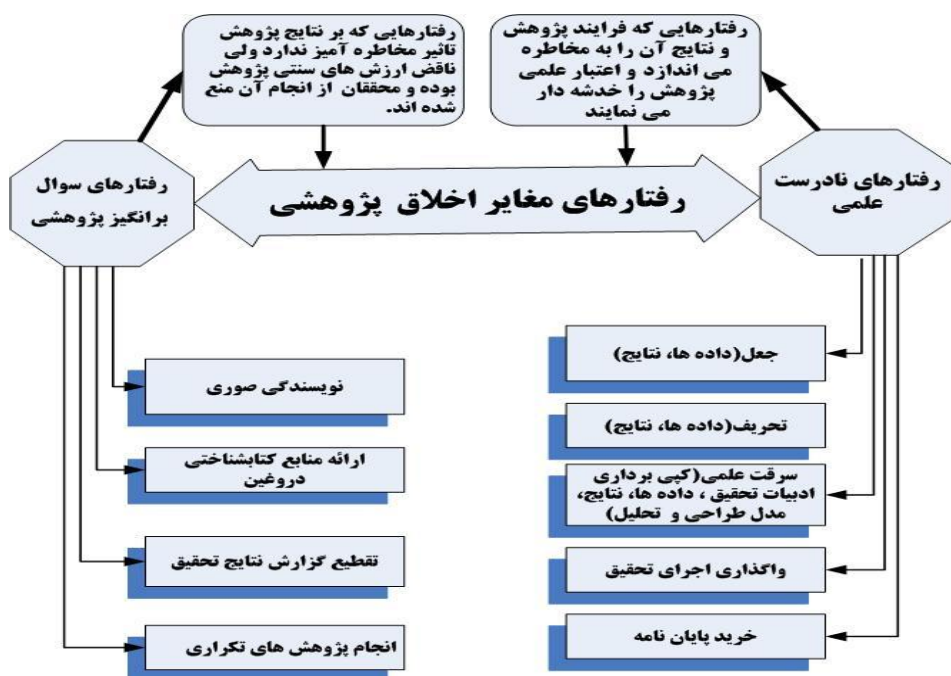 رفتارهایی که فرایند پژوهش
و نتایج آن را به مخاطره
می اندازد و اعتبار علمی
پژوهش را خدشه دار
می نمایند
رفتارهایی که بر نتایج پژوهش
تاثیر مخاطره آمیز ندارد ولی
ناقض ارزش های سنتی پژوهش
بوده و محققان از انجام آن منع
شده اند.
رفتارهای نادرست
علمی
رفتارهای مغایر اخلاق پژوهشی
رفتارهای سوال
برانگیز پژوهشی
جعل(داده ها، نتایج)
تحریف(داده ها، نتایج)
سرقت علمی(کپی برداری
ادبیات تحقیق ، داده ها، نتایج،
مدل طراحی و تحلیل)
واگذاری اجرای تحقیق
خرید پایان نامه
نویسندگی صوری
ارائه منابع کتابشناختی
دروغین
تقطیع گزارش نتایج تحقیق
انجام پژوهش های تکراری